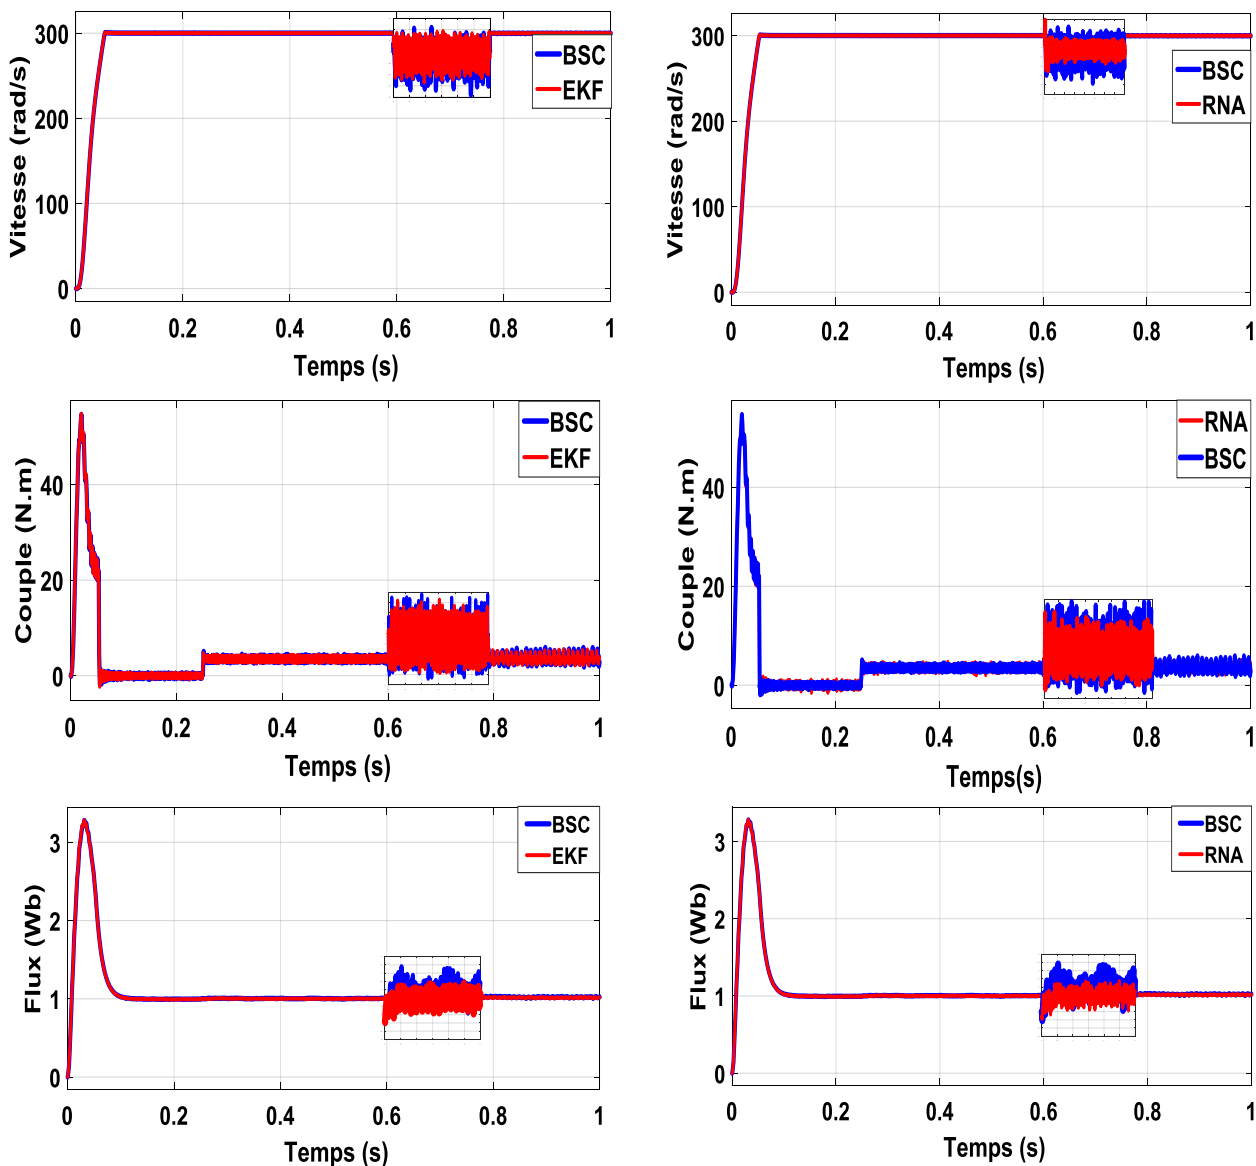 Vitesse (rad/s)
300
200
100
0
BSC
EKF
0 0.2 0.4 0.6 0.8 1
Temps (s)
Vitesse (rad/s)
300
200
100
0
BSC
RNA
0 0.2 0.4 0.6 0.8 1
Temps (s)
Couple (N.m)
40
20
0
BSC
EKF
0 0.2 0.4 0.6 0.8 1
Temps (s)
Couple (N.m)
40
20
0
RNA
BSC
0 0.2 0.4 0.6 0.8 1
Temps(s)
Flux (Wb)
3
2
1
0
BSC
EKF
0 0.2 0.4 0.6 0.8 1
Temps (s)
Flux (Wb)
3
2
1
0
BSC
RNA
0 0.2 0.4 0.6 0.8 1
Temps (s)